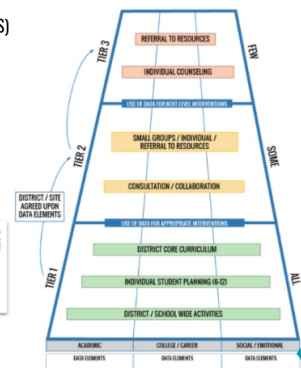 S)
TIER 3
REFERRAL TO RESOURCES
INDIVIDUAL COUNSELING
FEW
USE OF DATA FOR NEXT LEVEL INTERVENTIONS
TIER 2
SMALL GROUPS / INDIVIDUAL /
REFERRAL TO RESOURCES
CONSULTATION / COLLABORATION
SOME
DISTRICT / SITE
AGREED UPON
DATA ELEMENTS
USE OF DATA FOR APPROPRIATE INTERVENTIONS
TIER 1
DISTRICT CORE CURRICULUM
INDIVIDUAL STUDENT PLANNING (6-12)
DISTRICT / SCHOOL WIDE ACTIVITIES
ALL
ACADEMIC COLLEGE / CAREER SOCIAL / EMOTIONAL
DATA ELEMENTS DATA ELEMENTS DATA ELEMENTS